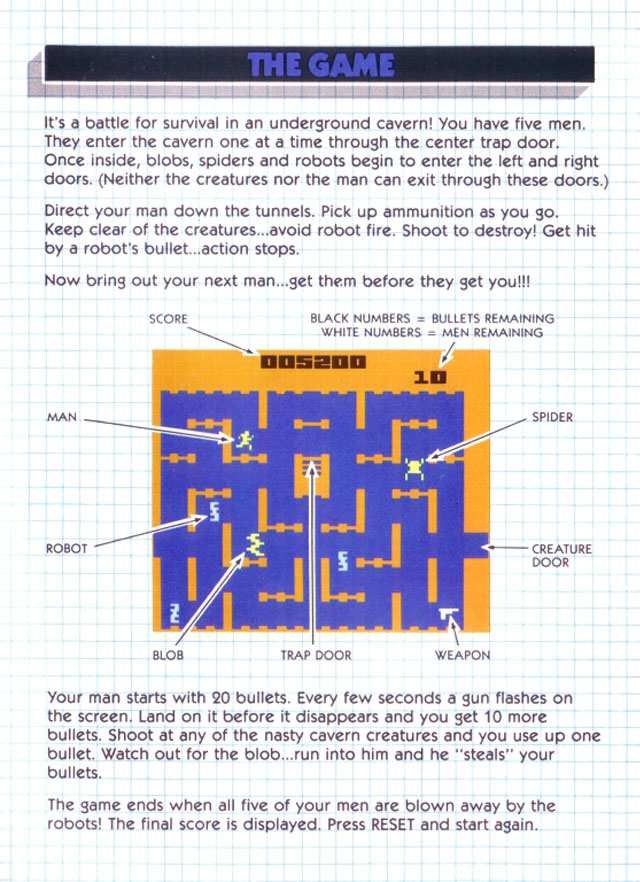 THE GAME
It's a battle for survival in an underground cavern! You have five men.
They enter the cavern one at a time through the center trap door.
Once inside, blobs, spiders and robots begin to enter the left and right
doors. (Neither the creatures nor the man can exit through these doors.)
Direct your man down the tunnels. Pick up ammunition as you go.
Keep clear of the creatures...avoid robot fire. Shoot to destroy! Get hit
by a robot's bullet...action stops.
Now bring out your next man...get them before they get you!!!
SCORE
BLACK NUMBERS = BULLETS REMAINING
WHITE NUMBERS = MEN REMAINING
005200
10
MAN
SPIDER
ROBOT
CREATURE
DOOR
BLOB
TRAP DOOR
WEAPON
Your man starts with 20 bullets. Every few seconds a gun flashes on
the screen. Land on it before it disappears and you get 10 more
bullets. Shoot at any of the nasty cavern creatures and you use up one
bullet. Watch out for the blob...run into him and he "steals" your
bullets.
The game ends when all five of your men are blown away by the
robots! The final score is displayed. Press RESET and start again.